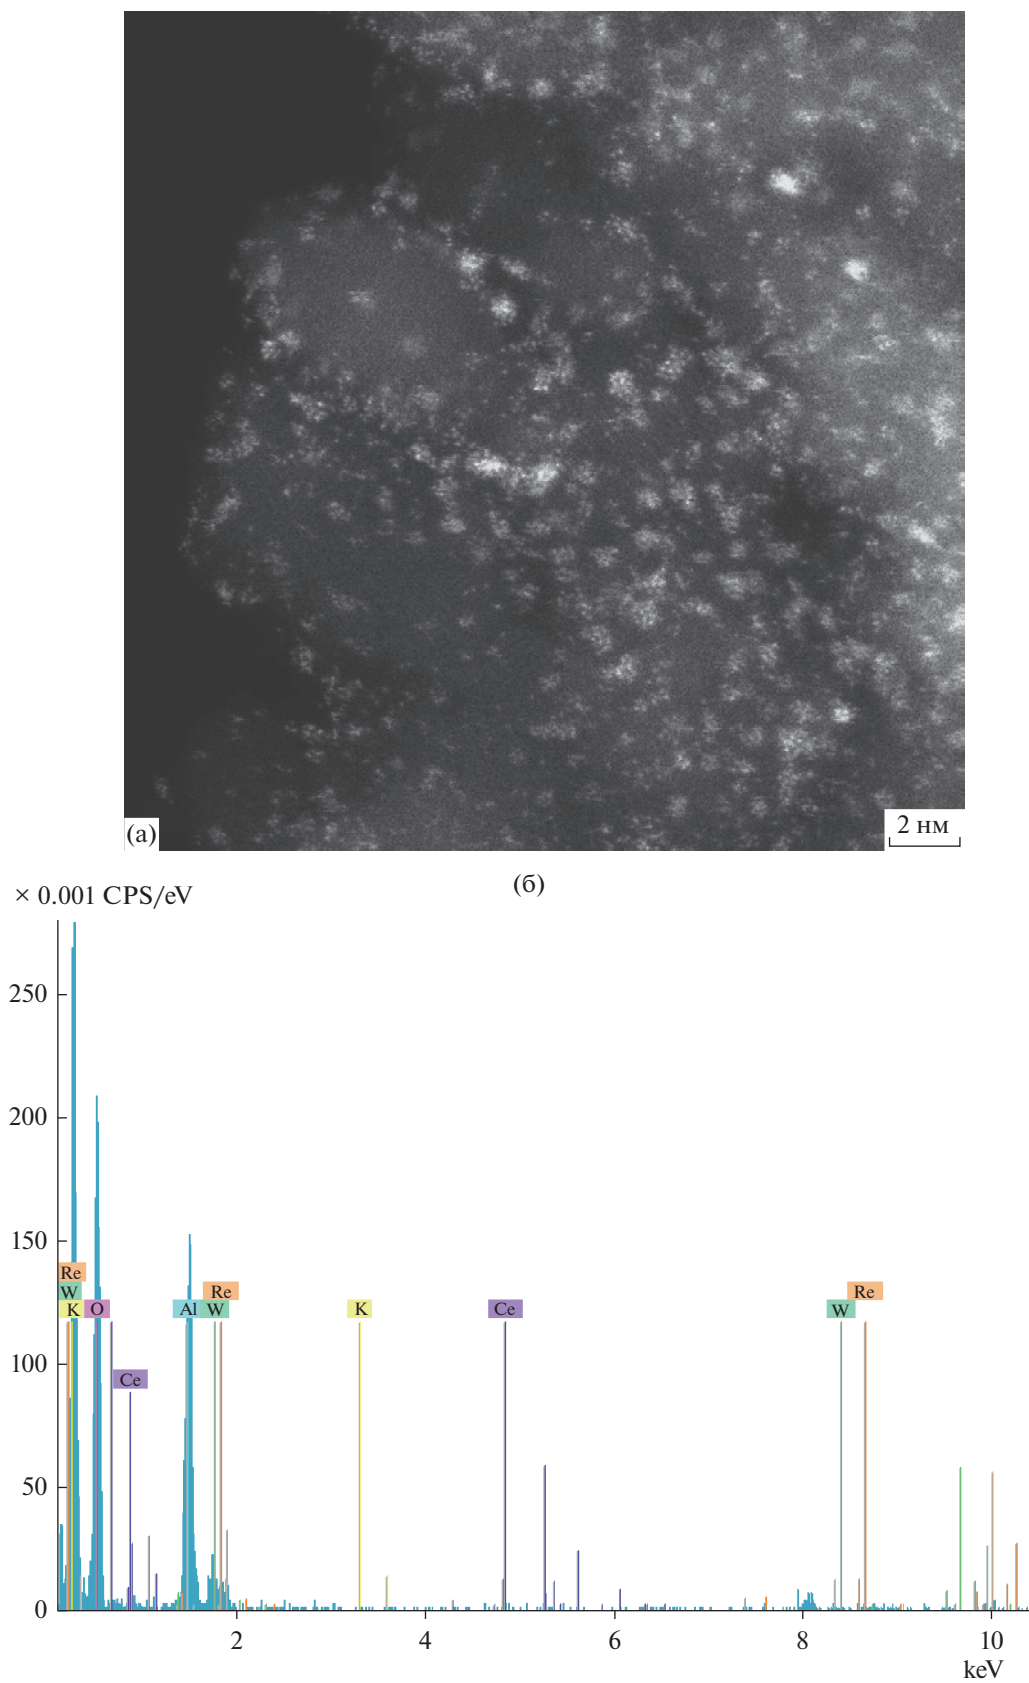 (а)
2 нм
(б)
× 0.001 CPS/eV
250
200
150
100
50
0
Re
W
K
O
Ce
Al
Re
W
K
Ce
W
Re
2
4
6
8
10
keV